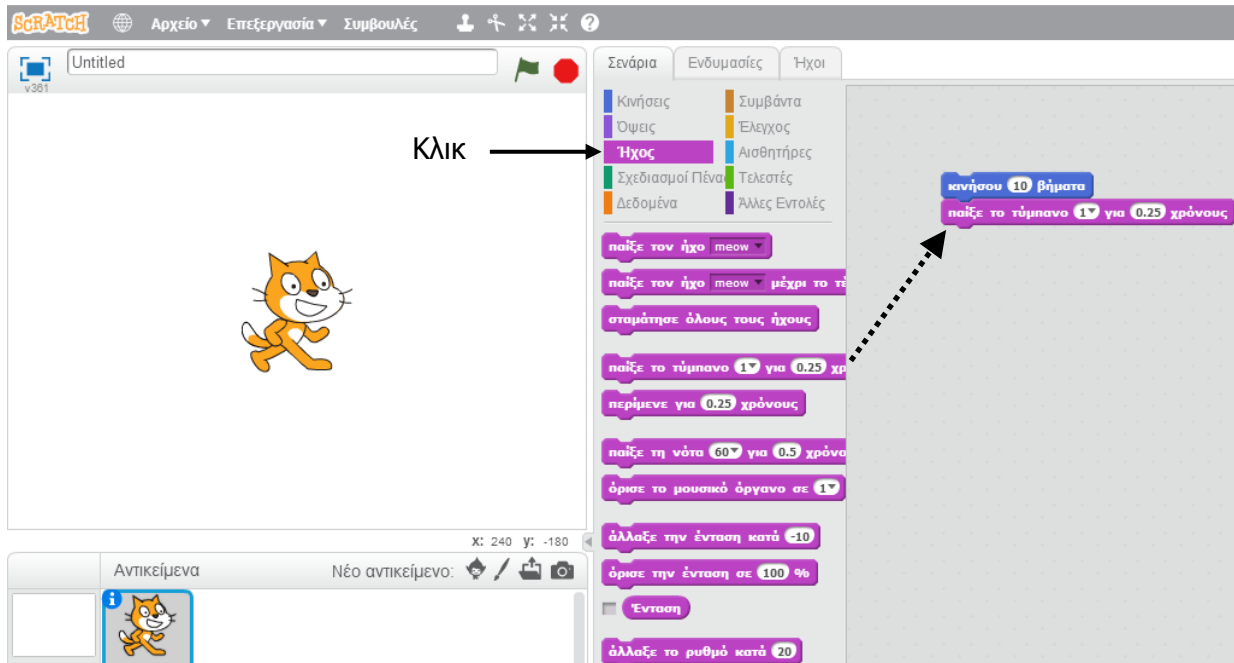 SCRATCH Αρχείο Επεξεργασία Συμβουλές
Untitled
v361
Κλικ
x: 240 y: -180
Αντικείμενα Νέο αντικείμενο:
Σενάρια Ενδυμασίες Ήχοι
Κινήσεις Συμβάντα
Όψεις Έλεγχος
Ήχος Αισθητήρες
Σχεδιασμοί Πένας Τελεστές
Δεδομένα Άλλες Εντολές
παίξε τον ήχο meow
παίξε τον ήχο meow μέχρι το τέ
σταμάτησε όλους τους ήχους
παίξε το τύμπανο 1 για 0.25 χρ
περίμενε για 0.25 χρόνους
παίξε τη νότα 60 για 0.5 χρόνο
όρισε το μουσικό όργανο σε 1
άλλαξε την ένταση κατά -10
όρισε την ένταση σε 100 %
Ένταση
άλλαξε το ρυθμό κατά 20
κινήσου 10 βήματα
παίξε το τύμπανο 1 για 0.25 χρόνους